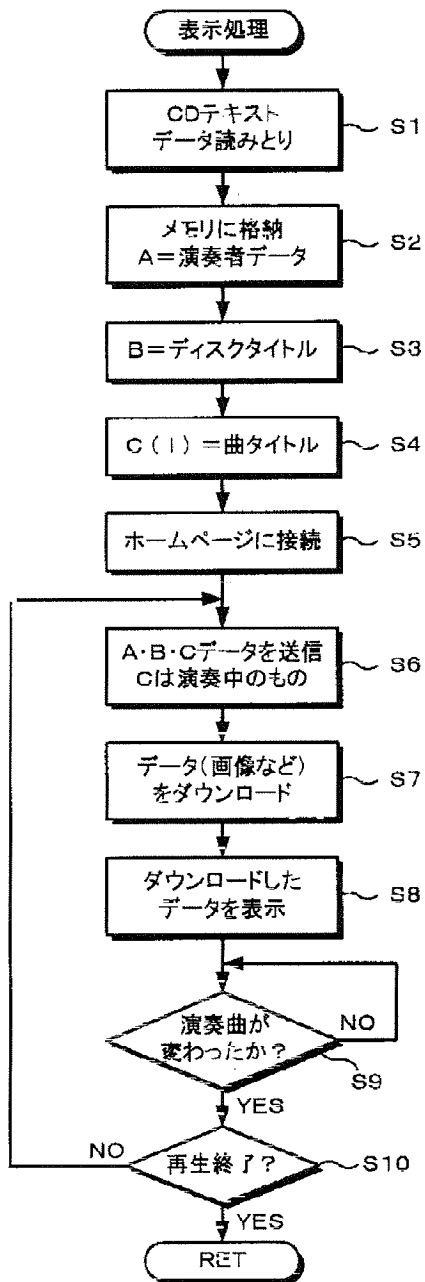 表示処理
CDテキスト
データ読みとり
S1
メモリに格納
A=演奏者データ
S2
B=ディスクタイトル
S3
C(I)=曲タイトル
S4
ホームページに接続
S5
A・B・Cデータを送信
Cは演奏中のもの
S6
データ(画像など)
をダウンロード
S7
ダウンロードした
データを表示
S8
演奏曲が
変わったか?
NO
S9
YES
NO
再生終了?
S10
YES
RET